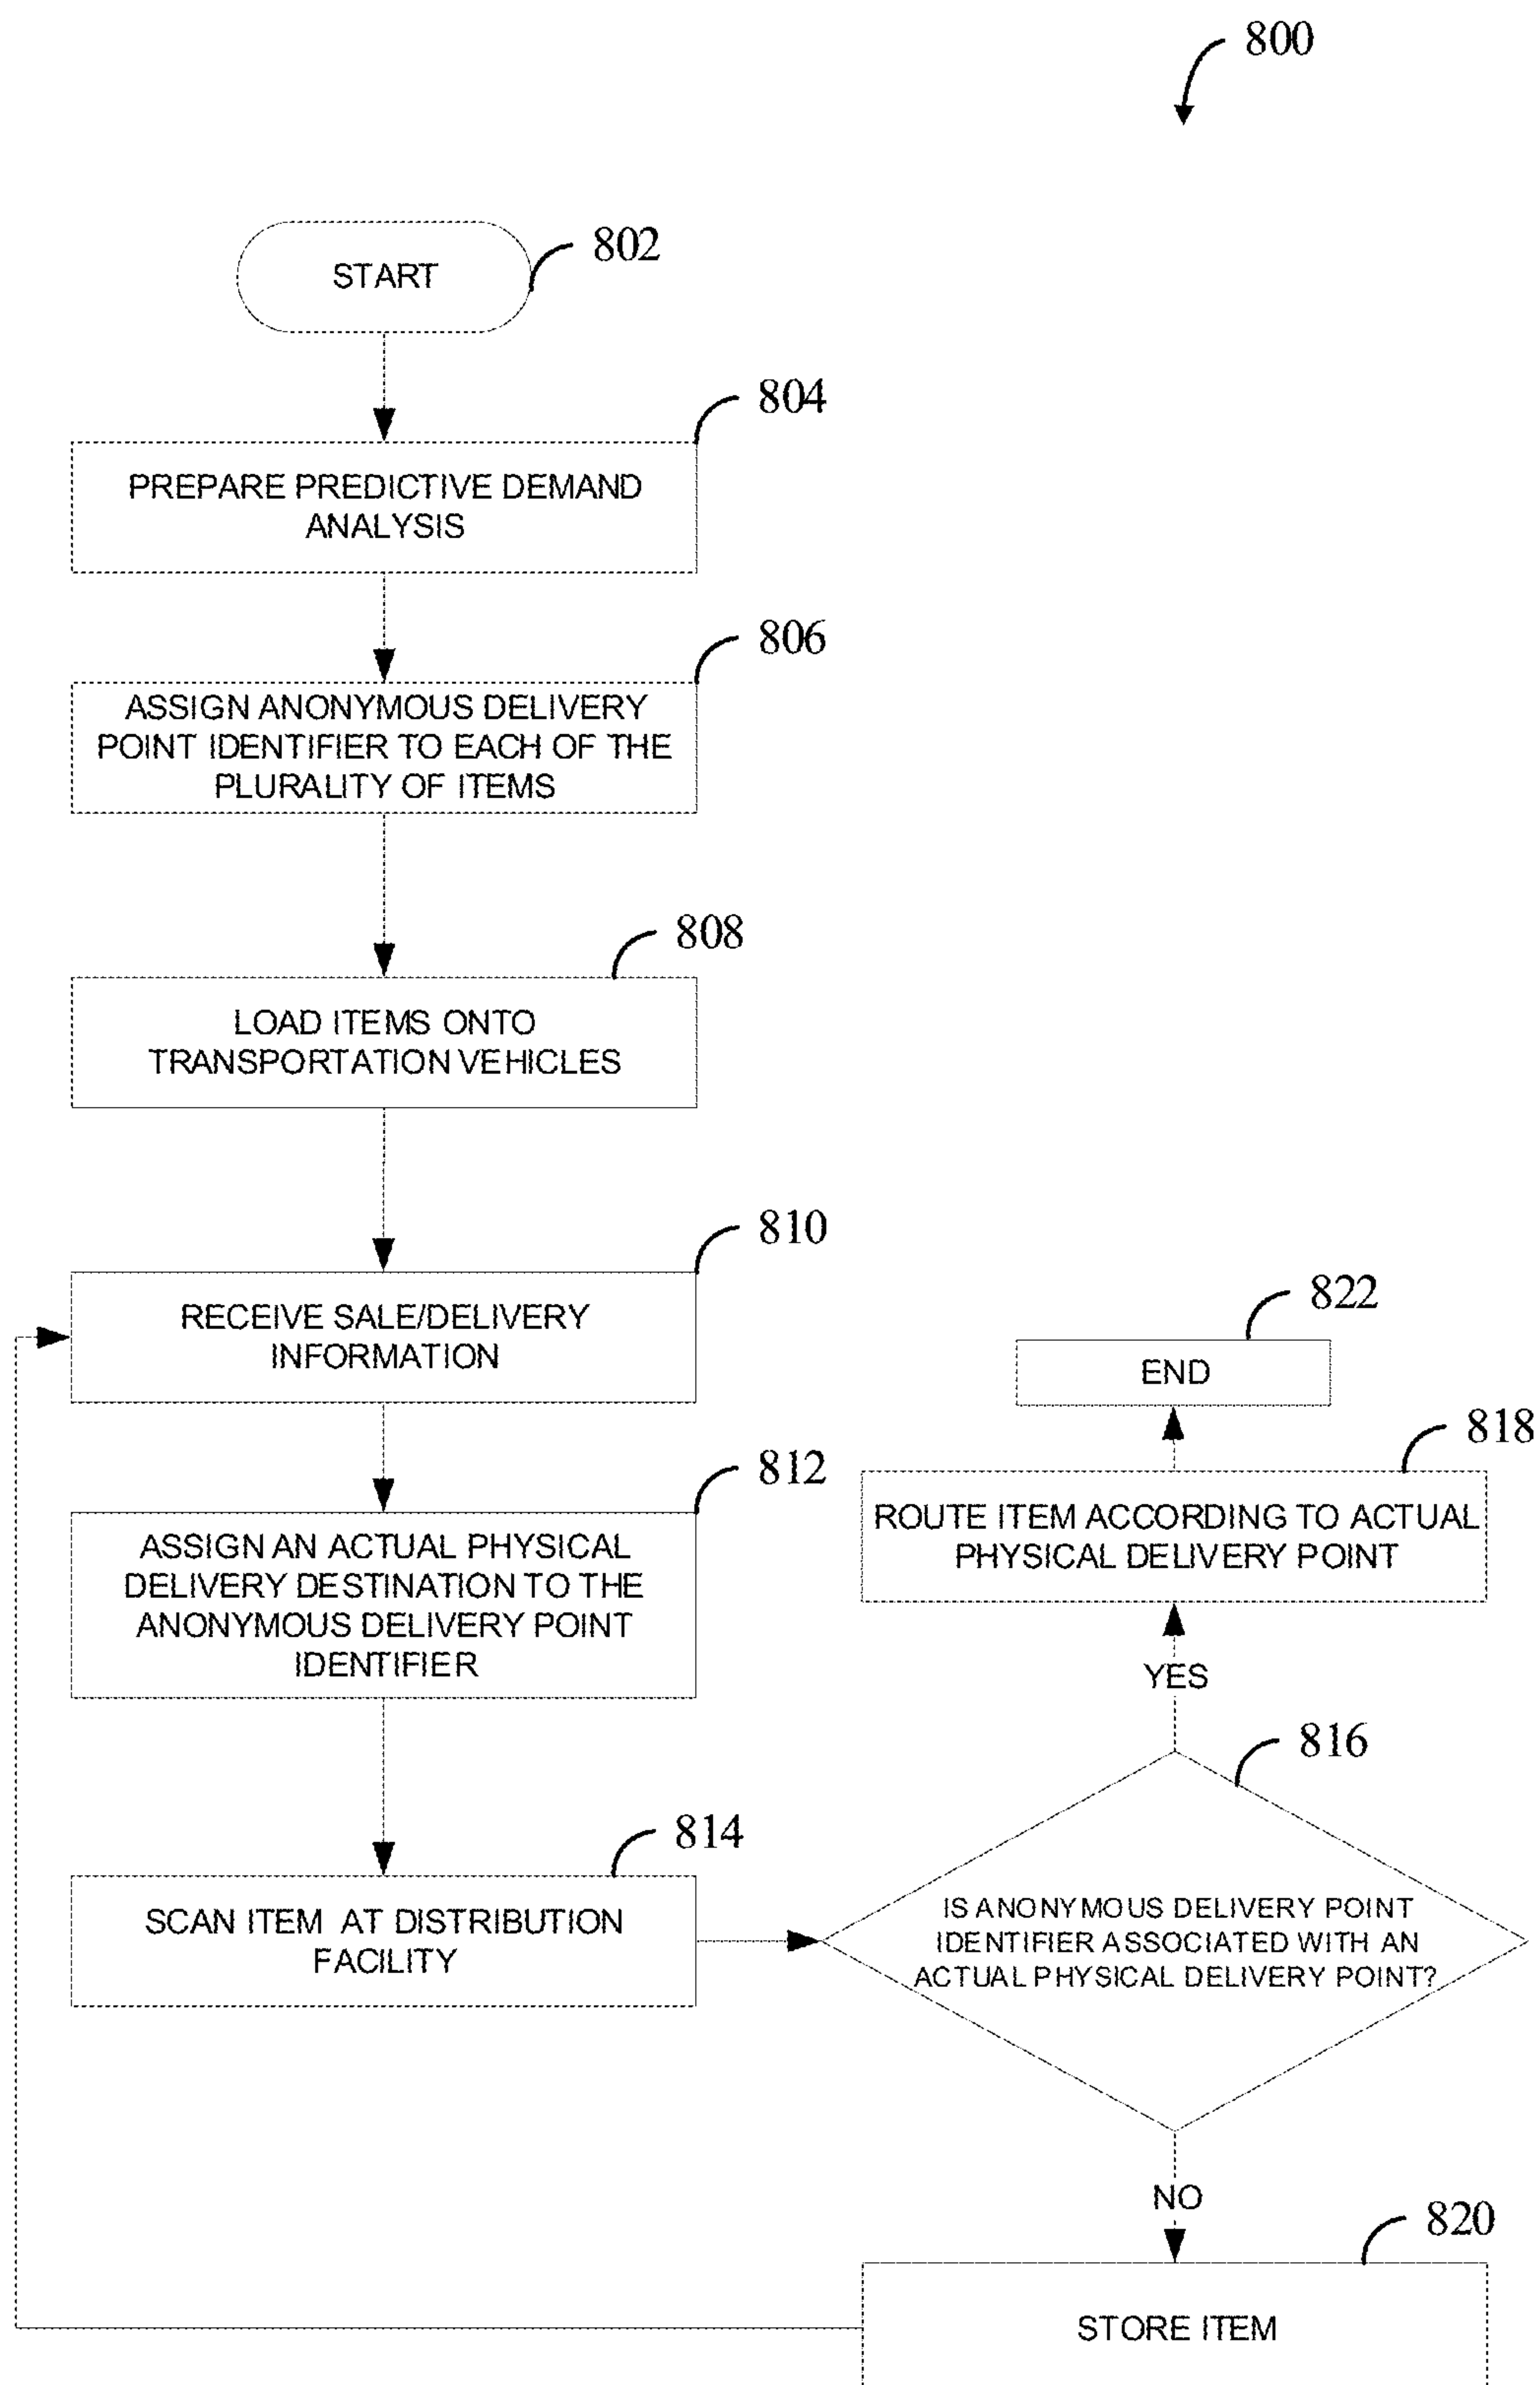 800
START
802
804
PREPARE PREDICTIVE DEMAND
ANALYSIS
806
ASSIGN ANONYMOUS DELIVERY
POINT IDENTIFIER TO EACH OF THE
PLURALITY OF ITEMS
808
LOAD ITEMS ONTO
TRANSPORTATION VEHICLES
810
RECEIVE SALE/DELIVERY
INFORMATION
812
ASSIGN AN ACTUAL PHYSICAL
DELIVERY DESTINATION TO THE
ANONYMOUS DELIVERY POINT
IDENTIFIER
814
SCAN ITEM AT DISTRIBUTION
FACILITY
816
IS ANONYMOUS DELIVERY POINT
IDENTIFIER ASSOCIATED WITH AN
ACTUAL PHYSICAL DELIVERY POINT?
YES
818
ROUTE ITEM ACCORDING TO ACTUAL
PHYSICAL DELIVERY POINT
822
END
NO
820
STORE ITEM